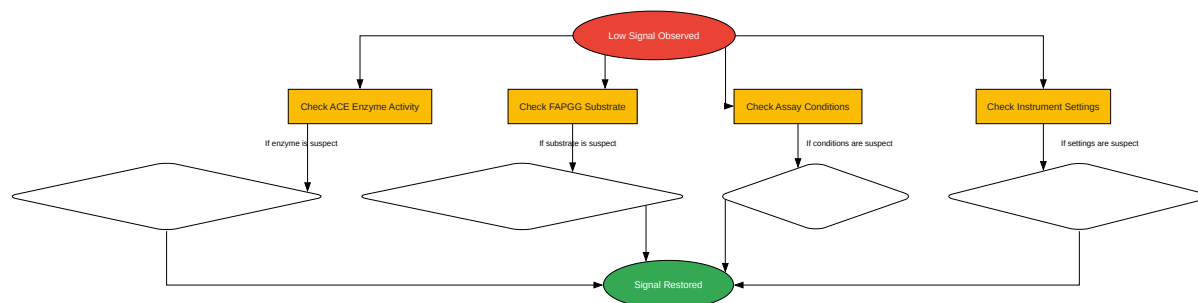 Low Signal Observed
Check ACE Enzyme Activity
Check FAPGG Substrate
Check Assay Conditions
Check Instrument Settings
If enzyme is suspect
If substrate is suspect
If conditions are suspect
If settings are suspect
Signal Restored